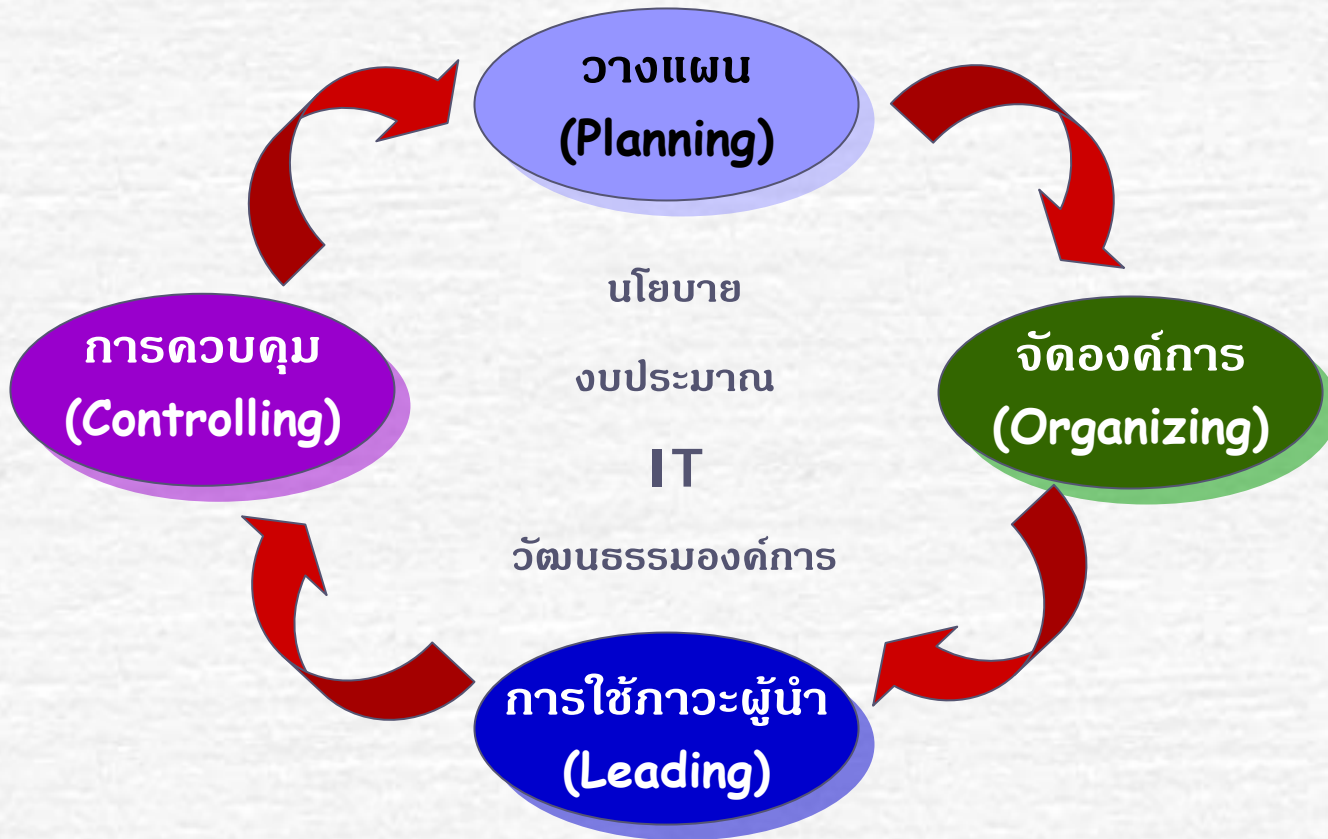 วางแผน
(Planning)
จัดองค์การ
(Organizing)
การใช้ภาวะผู้นำ
(Leading)
การควบคุม
(Controlling)
นโยบาย
งบประมาณ
IT
วัฒนธรรมองค์การ